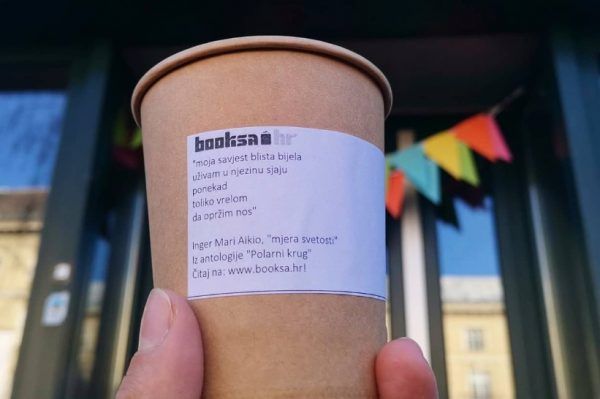 booksa hr
"moja savjest blista bijela
uživam u njezinu sjaju
ponekad
toliko vrelom
da opržim nos"
Inger Mari Aikio, "mjera svetosti"
Iz antologije "Polarni krug"
Čitaj na: www.booksa.hr!